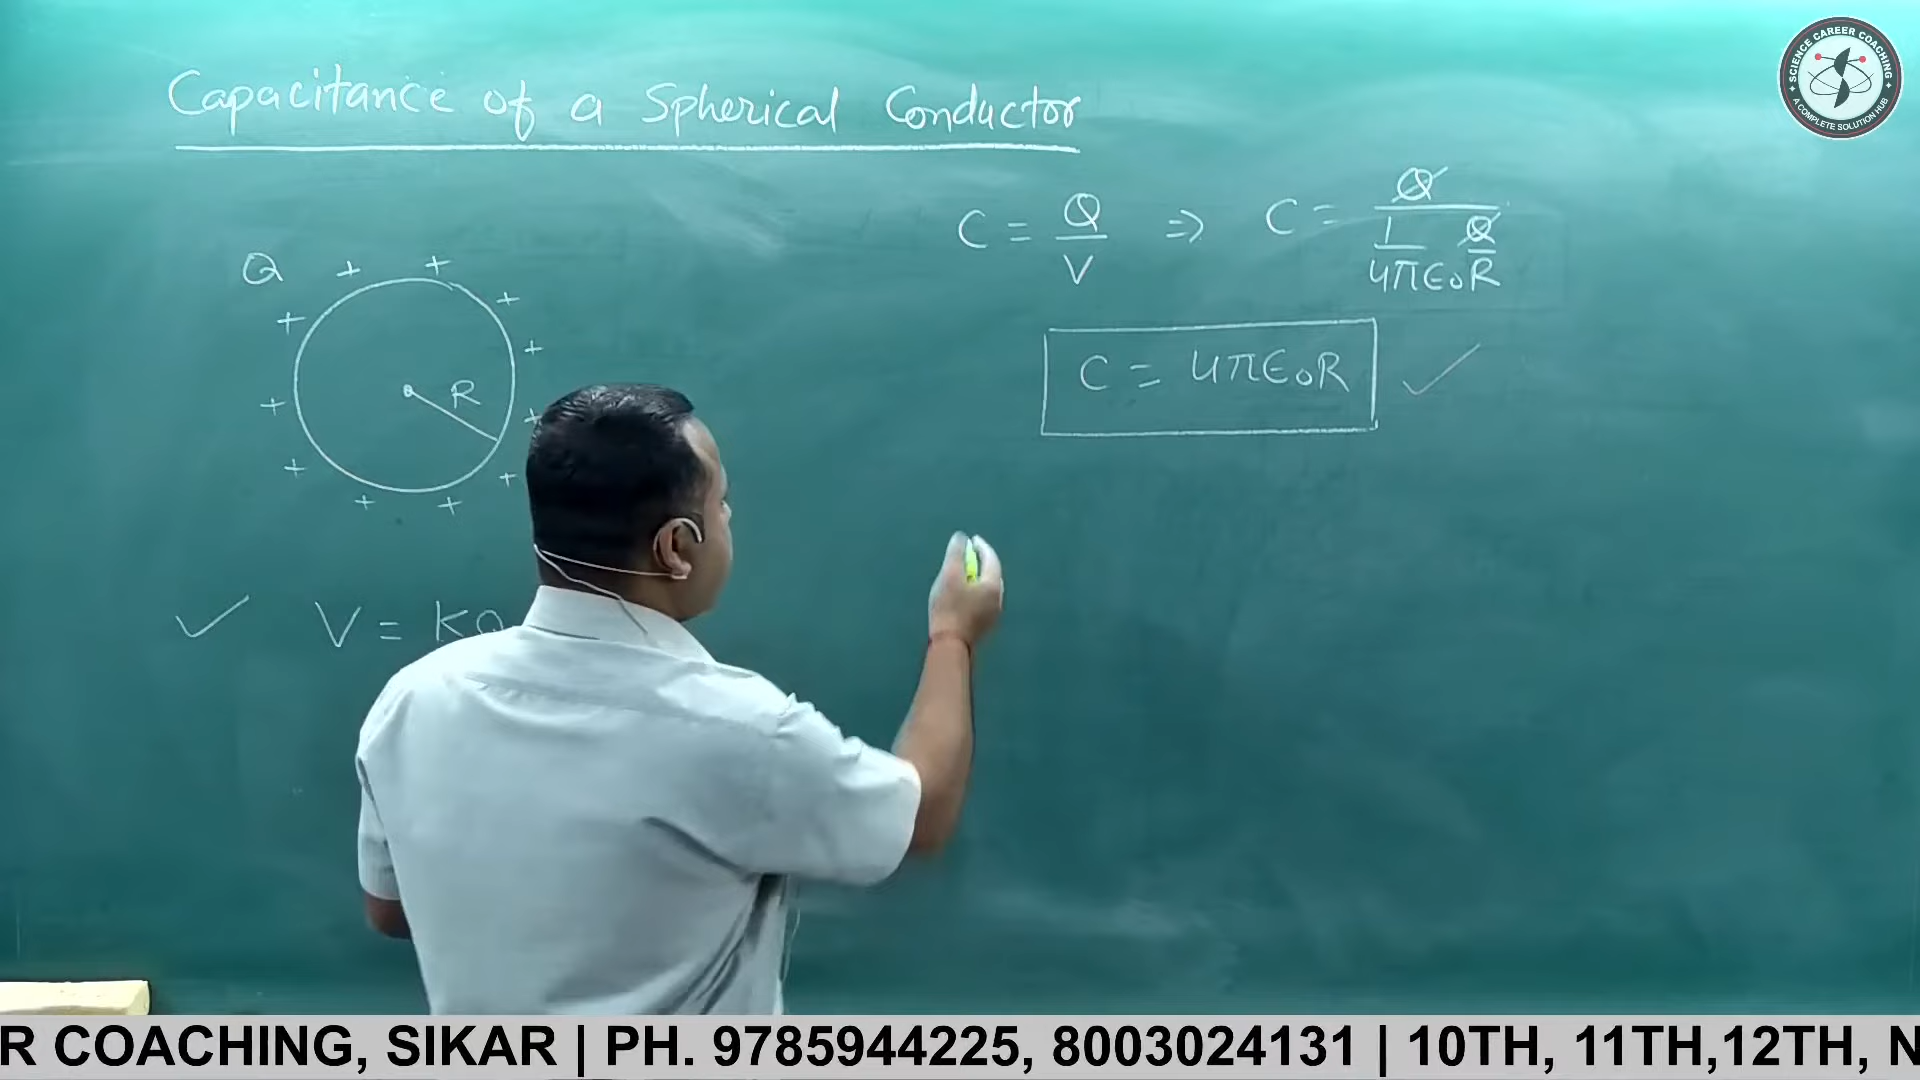 Capacitance of a Spherical Conductor
C = Q/V ⇒ C = Q/(1/4πϵ₀ Q/R)
Q
R
C = 4πϵ₀R
V = KQ
SCIENCE CAREER COACHING
A COMPLETE SOLUTION HUB
R COACHING, SIKAR | PH. 9785944225, 8003024131 | 10TH, 11TH,12TH, N